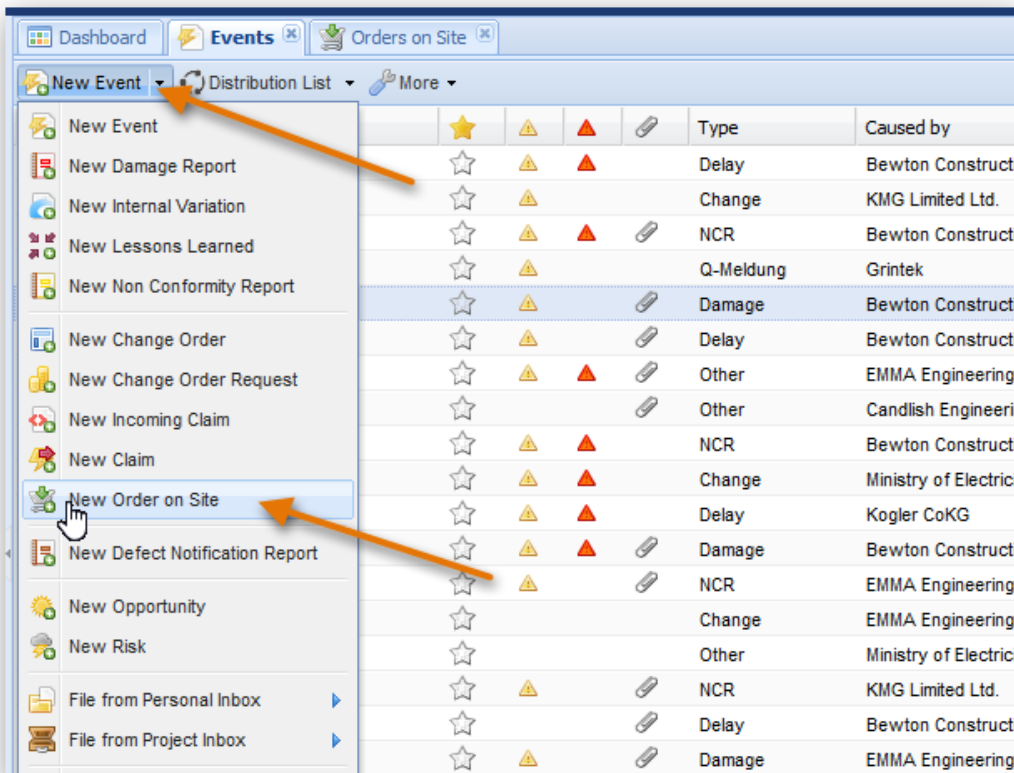 Dashboard Events Orders on Site
New Event Distribution List More
New Event
New Damage Report
New Internal Variation
New Lessons Learned
New Non Conformity Report
New Change Order
New Change Order Request
New Incoming Claim
New Claim
New Order on Site
New Defect Notification Report
New Opportunity
New Risk
File from Personal Inbox
File from Project Inbox
Type Caused by
Delay Bewton Construct
Change KMG Limited Ltd.
NCR Bewton Construct
Q-Meldung Grintek
Damage Bewton Construct
Delay Bewton Construct
Other EMMA Engineering
Other Candlish Engineeri
NCR Bewton Construct
Change Ministry of Electric
Delay Kogler CoKG
Damage Bewton Construct
NCR EMMA Engineering
Change EMMA Engineering
Other Ministry of Electric
NCR KMG Limited Ltd.
Delay Bewton Construct
Damage EMMA Engineering